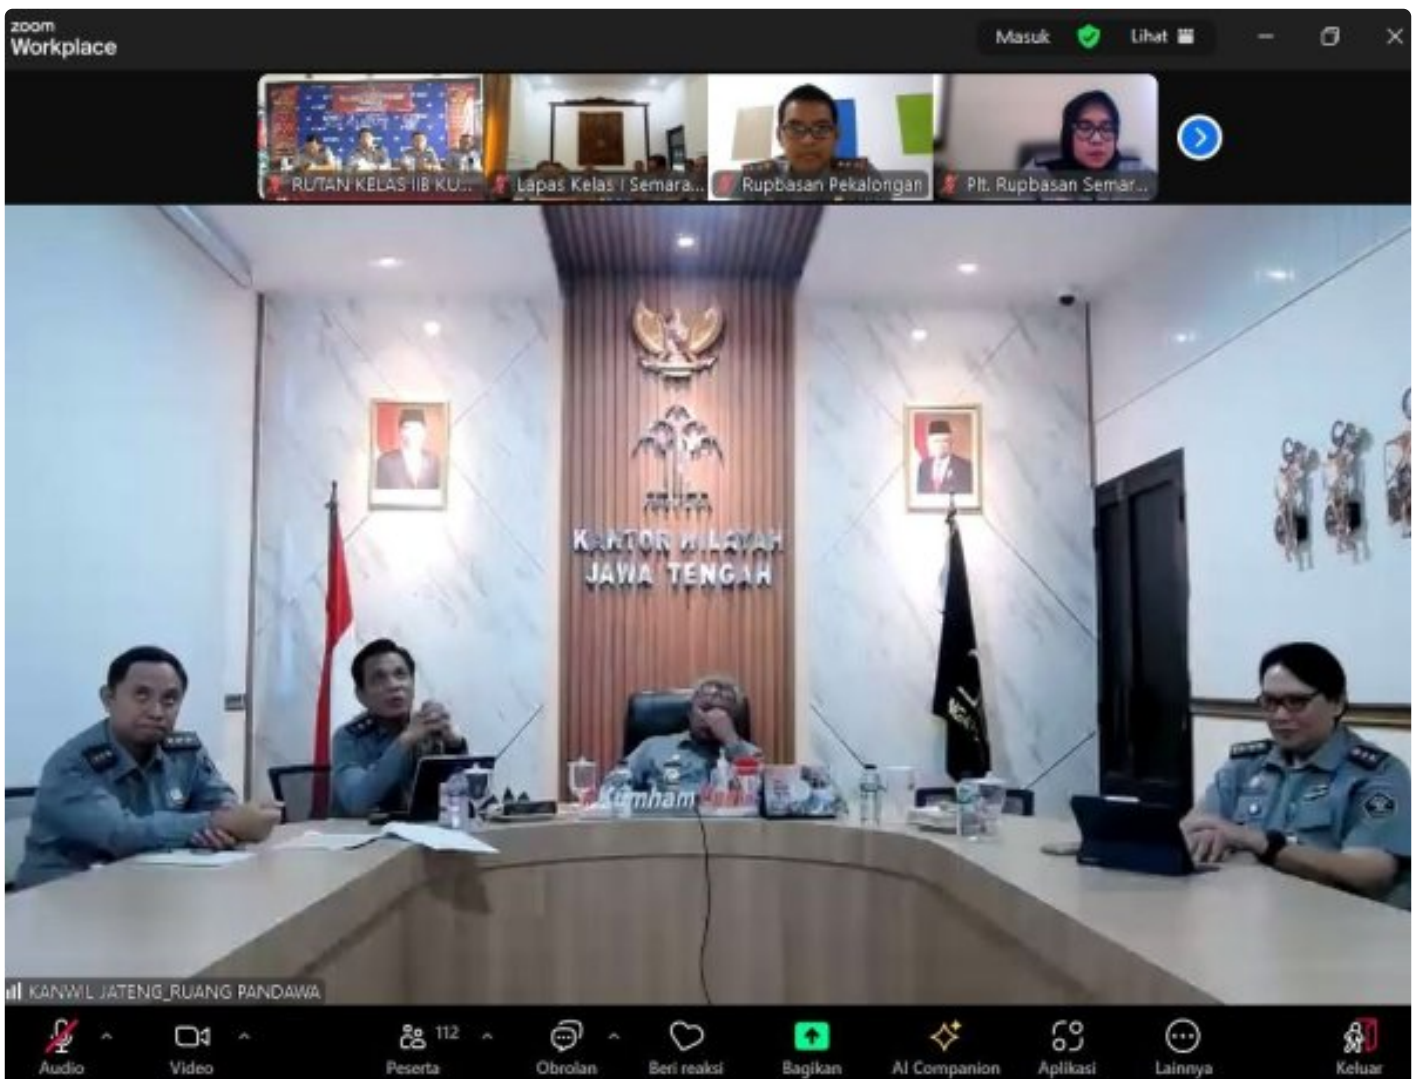 zoom
Workplace
Masuk
Lihat
RUTAN KELAS IIB KU...
Lapas Kelas I Semara...
Rupbasan Pekalongan
Plt. Rupbasan Semar...
KANTOR WILAYAH
JAWA TENGAH
Kumham
KANWIL JATENG_RUANG PANDAWA
Audio
Video
112
Peserta
Obrolan
Beri reaksi
Bagikan
AI Companion
Aplikasi
Lainnya
Keluar